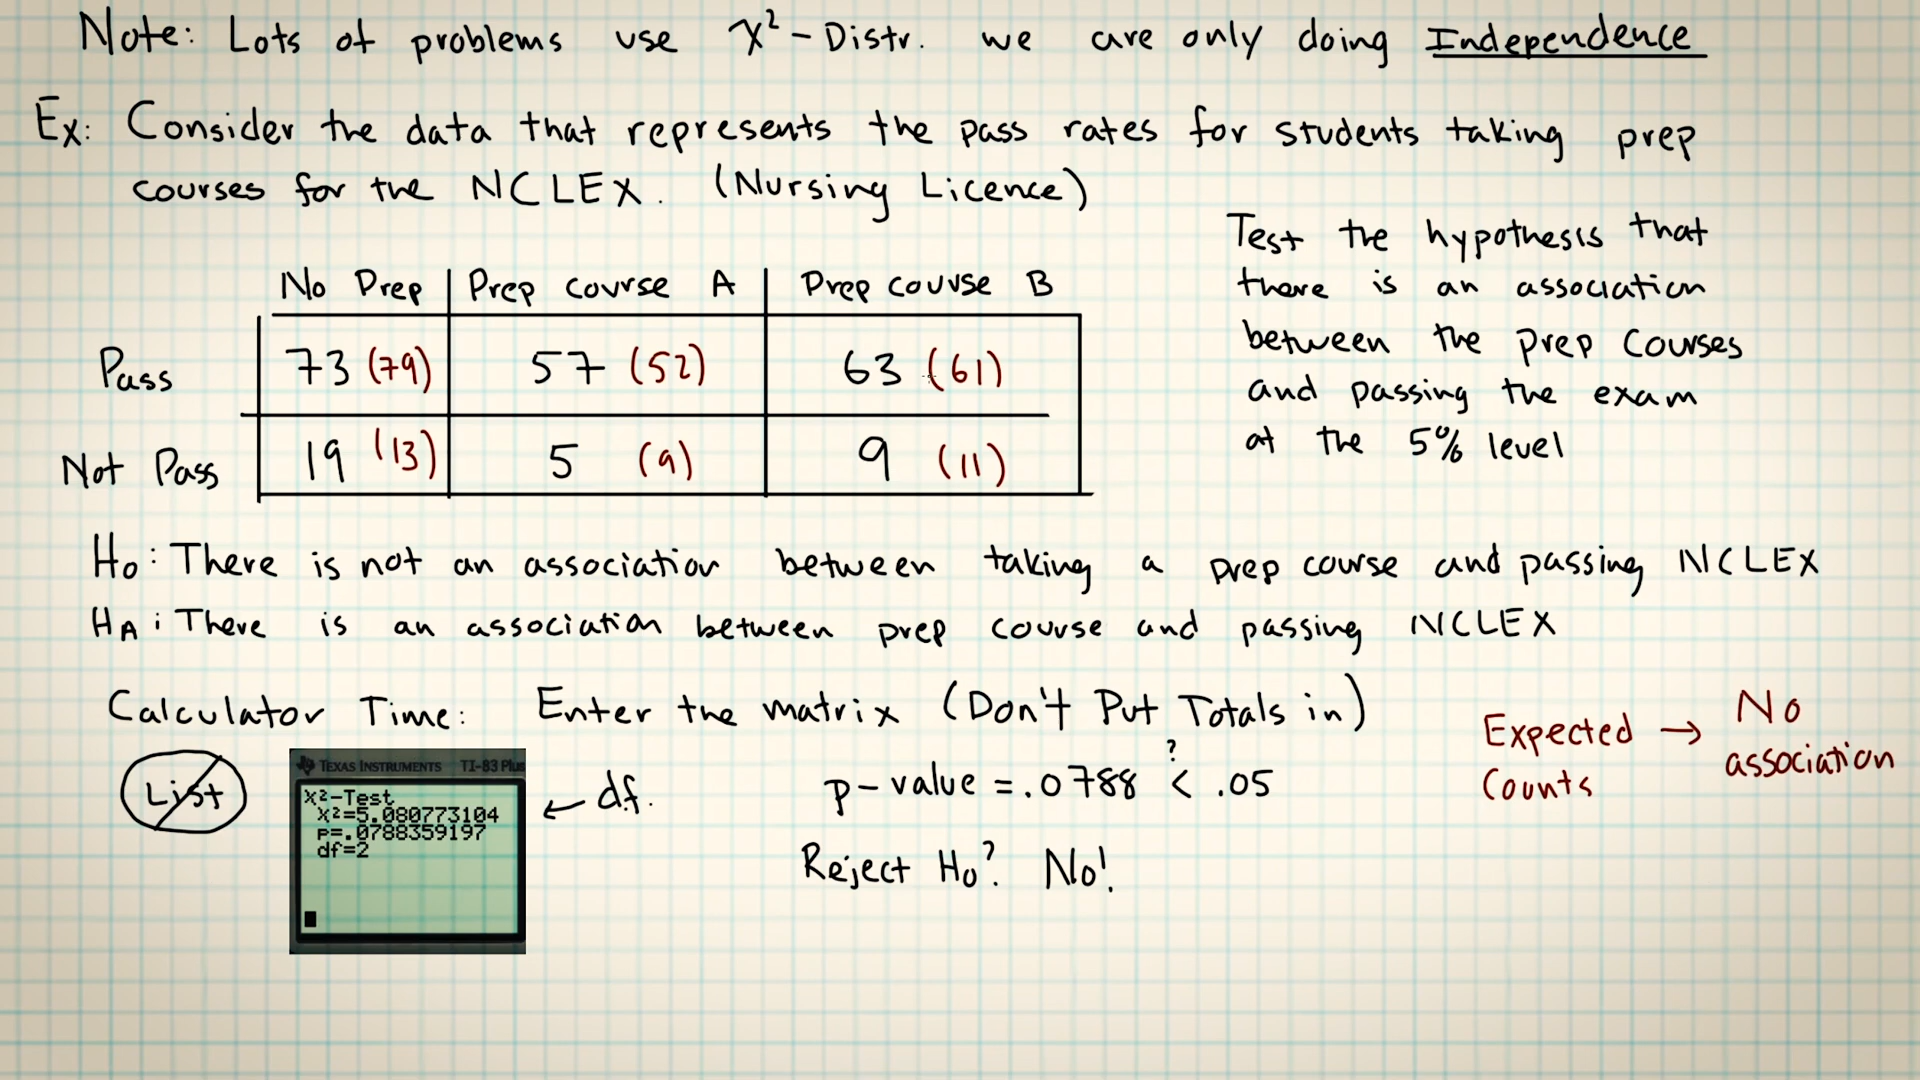 Note: Lots of problems use χ²-Distr. we are only doing Independence
Ex: Consider the data that represents the pass rates for students taking prep
courses for the NCLEX. (Nursing Licence)
Test the hypothesis that
there is an association
between the prep courses
and passing the exam
at the 5% level
No Prep Prep course A Prep course B
Pass 73 (79) 57 (52) 63 (61)
Not Pass 19 (13) 5 (9) 9 (11)
H₀: There is not an association between taking a prep course and passing NCLEX
H_A: There is an association between prep course and passing NCLEX
Calculator Time: Enter the matrix (Don't Put Totals in)
List
TEXAS INSTRUMENTS TI-83 Plus
χ²-Test
χ²=5.080773104
P=.0788359197
df=2
← df.
p-value = .0788 ?< .05
Reject H₀? No!
Expected → No
Counts association